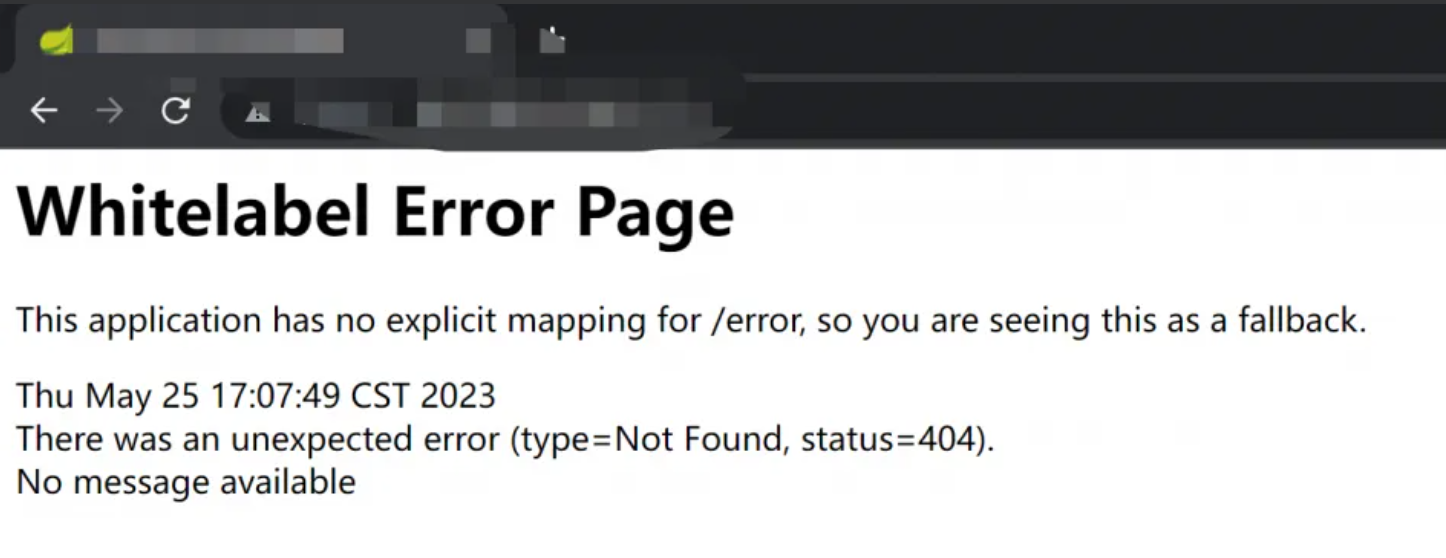 Whitelabel Error Page
This application has no explicit mapping for /error, so you are seeing this as a fallback.
Thu May 25 17:07:49 CST 2023
There was an unexpected error (type=Not Found, status=404).
No message available